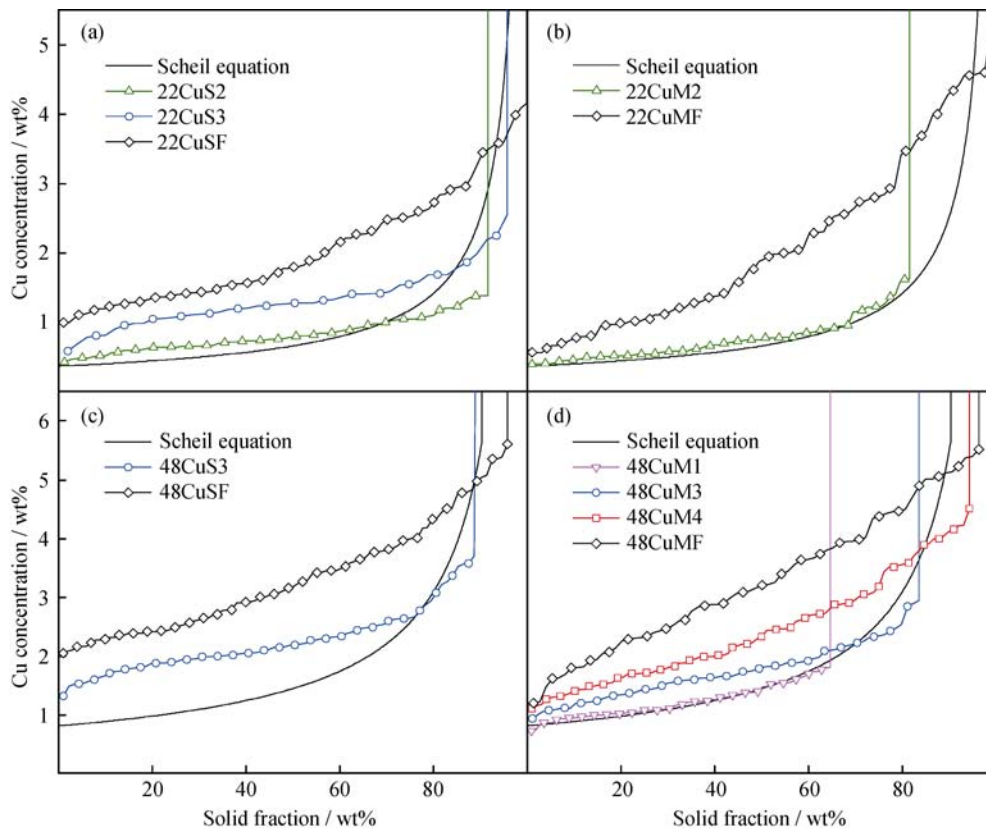 (a)
Scheil equation
22CuS2
22CuS3
22CuSF
(b)
Scheil equation
22CuM2
22CuMF
5
4
3
2
1
Cu concentration / wt%
(c)
Scheil equation
48CuS3
48CuSF
(d)
Scheil equation
48CuM1
48CuM3
48CuM4
48CuMF
6
5
4
3
2
1
Cu concentration / wt%
20 40 60 80
20 40 60 80
Solid fraction / wt%
Solid fraction / wt%